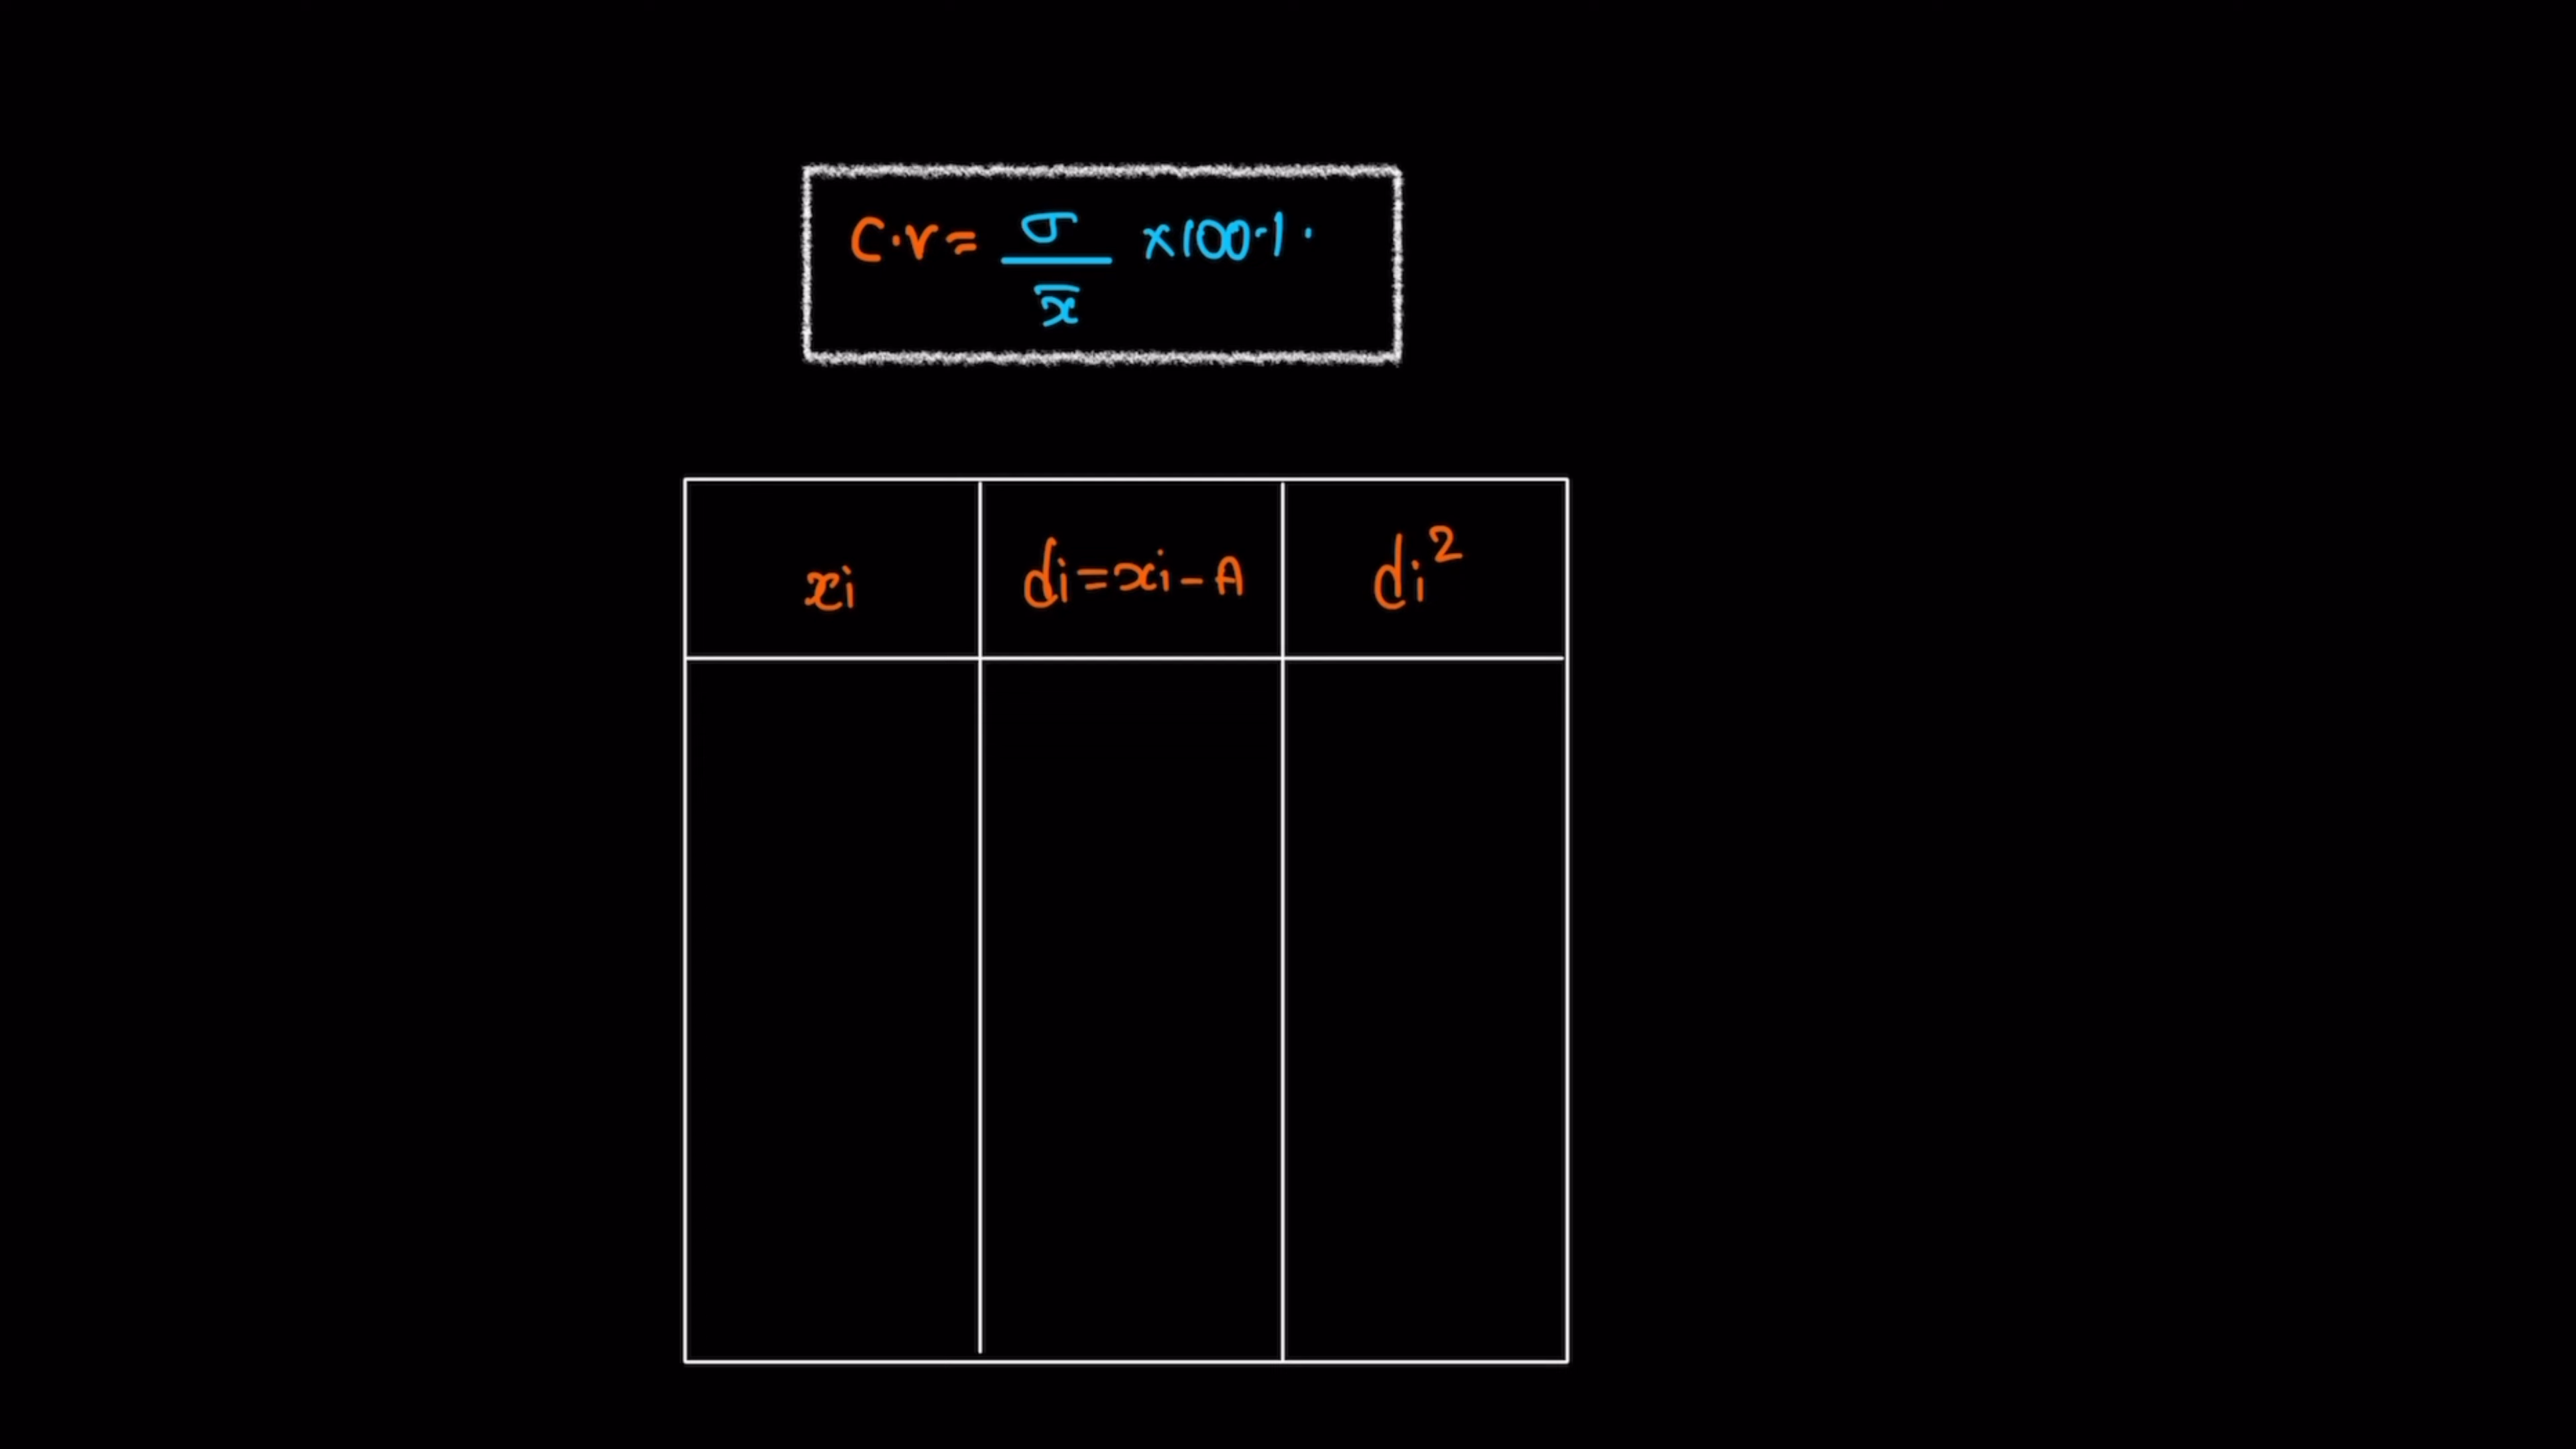 C.V = σ / x̄ ×100 %
xi
di = xi - A
di²